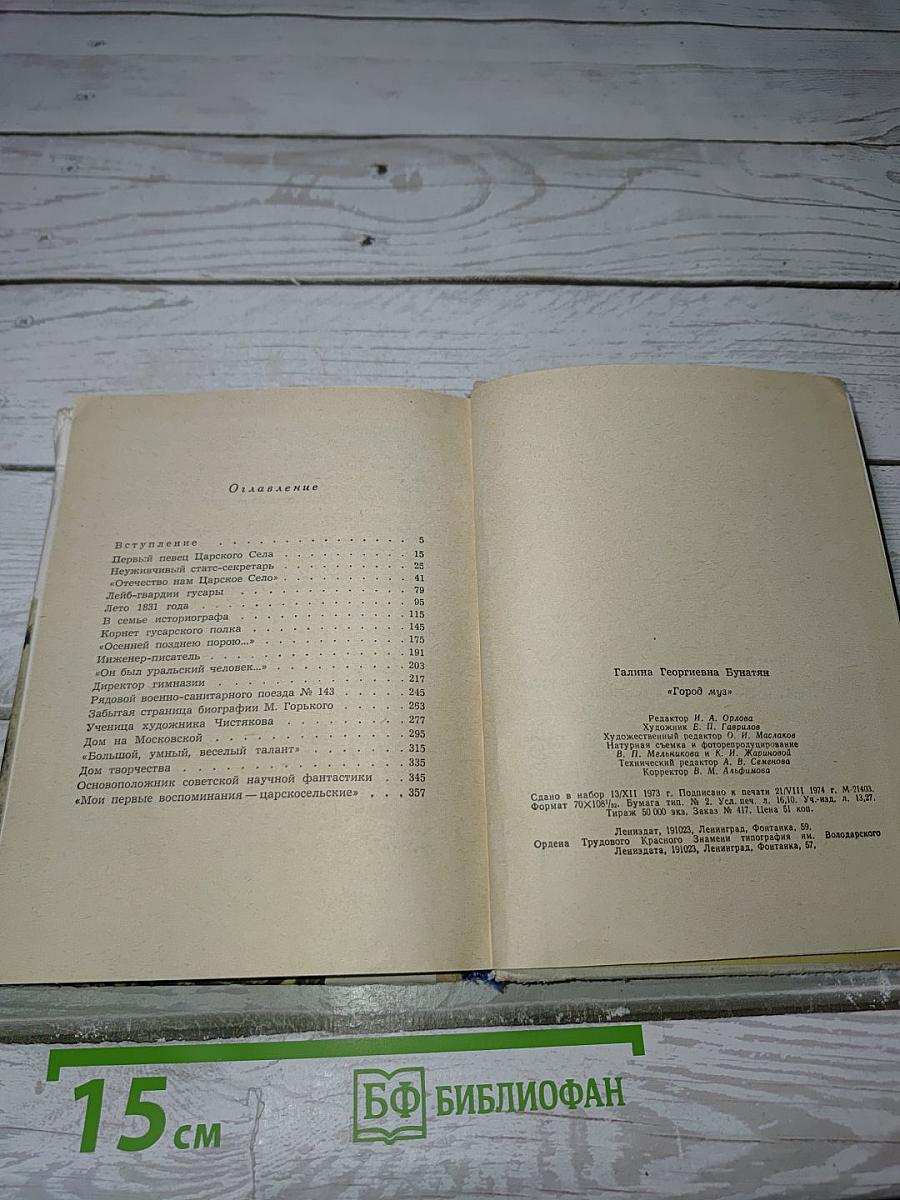 Оглавление
Вступление . . . . . . . . . . . . . . . 5
Первый певец Царского Села . . . . . . . . . 15
Неуживчивый статс-секретарь . . . . . . . . . 25
«Отечество нам Царское Село» . . . . . . . . . 41
Лейб-гвардии гусары . . . . . . . . . . . . 79
Лето 1831 года . . . . . . . . . . . . . . 95
В семье историографа . . . . . . . . . . . . 115
Корнет гусарского полка . . . . . . . . . . . 145
«Осенней позднею порою...» . . . . . . . . . . 175
Инженер-писатель . . . . . . . . . . . . . 191
«Он был уральский человек...» . . . . . . . . . 203
Директор гимназии . . . . . . . . . . . . . 217
Рядовой военно-санитарного поезда № 143 . . . . . 245
Забытая страница биографии М. Горького . . . . . 263
Ученица художника Чистякова . . . . . . . . . 277
Дом на Московской . . . . . . . . . . . . . 295
«Большой, умный, веселый талант» . . . . . . . . 315
Дом творчества . . . . . . . . . . . . . . 335
Основоположник советской научной фантастики . . . 345
«Мои первые воспоминания — царскосельские» . . . 357
Галина Георгиевна Бунатян
«Город муз»
Редактор И. А. Орлова
Художник Е. П. Гаврилов
Художественный редактор О. И. Маслаков
Натурная съемка и фоторепродуцирование
В. П. Мельникова и К. И. Жариновой
Технический редактор А. В. Семенова
Корректор В. М. Альфимова
Сдано в набор 13/XII 1973 г. Подписано к печати 21/VIII 1974 г. М-21403.
Формат 70×108¹/₃₂. Бумага тип. № 2. Усл. печ. л. 16,10. Уч.-изд. л. 13,27.
Тираж 50 000 экз. Заказ № 417. Цена 51 коп.
Лениздат, 191023, Ленинград, Фонтанка, 59.
Ордена Трудового Красного Знамени типография им. Володарского
Лениздата, 191023, Ленинград, Фонтанка, 57.
15 см
БФ БИБЛИОФАН